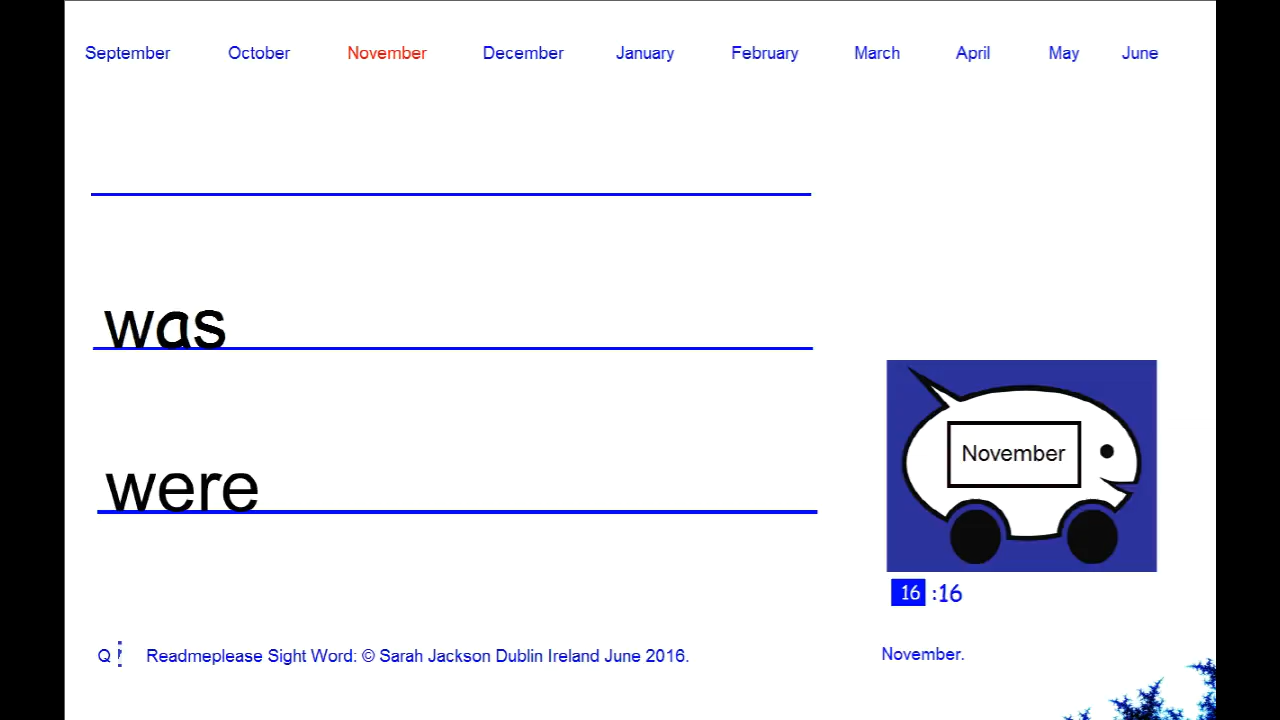 September October November December January February March April May June
was
were
November
16 :16
Q Readmeplease Sight Word: © Sarah Jackson Dublin Ireland June 2016.
November.